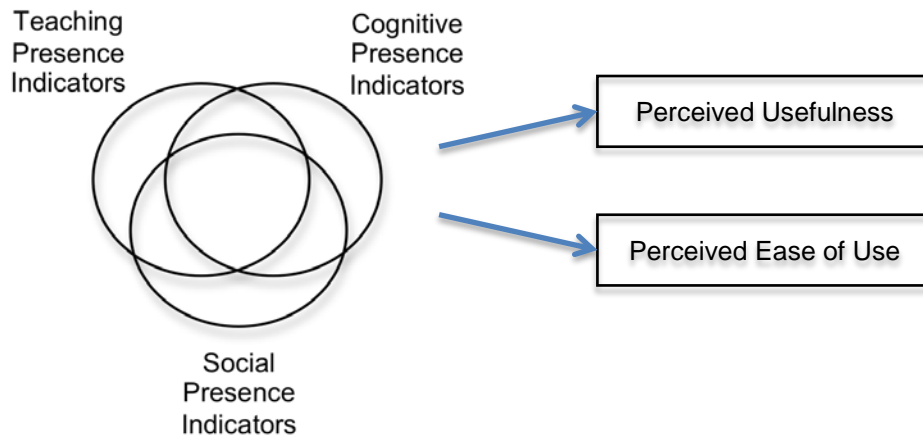 Teaching
Presence
Indicators
Cognitive
Presence
Indicators
Perceived Usefulness
Perceived Ease of Use
Social
Presence
Indicators